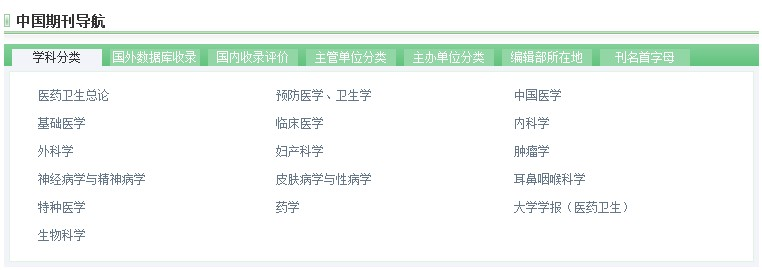 中国期刊导航
学科分类 国外数据库收录 国内收录评价 主管单位分类 主办单位分类 编辑部所在地 刊名首字母
医药卫生总论 预防医学、卫生学 中国医学
基础医学 临床医学 内科学
外科学 妇产科学 肿瘤学
神经病学与精神病学 皮肤病学与性病学 耳鼻咽喉科学
特种医学 药学 大学学报（医药卫生）
生物科学